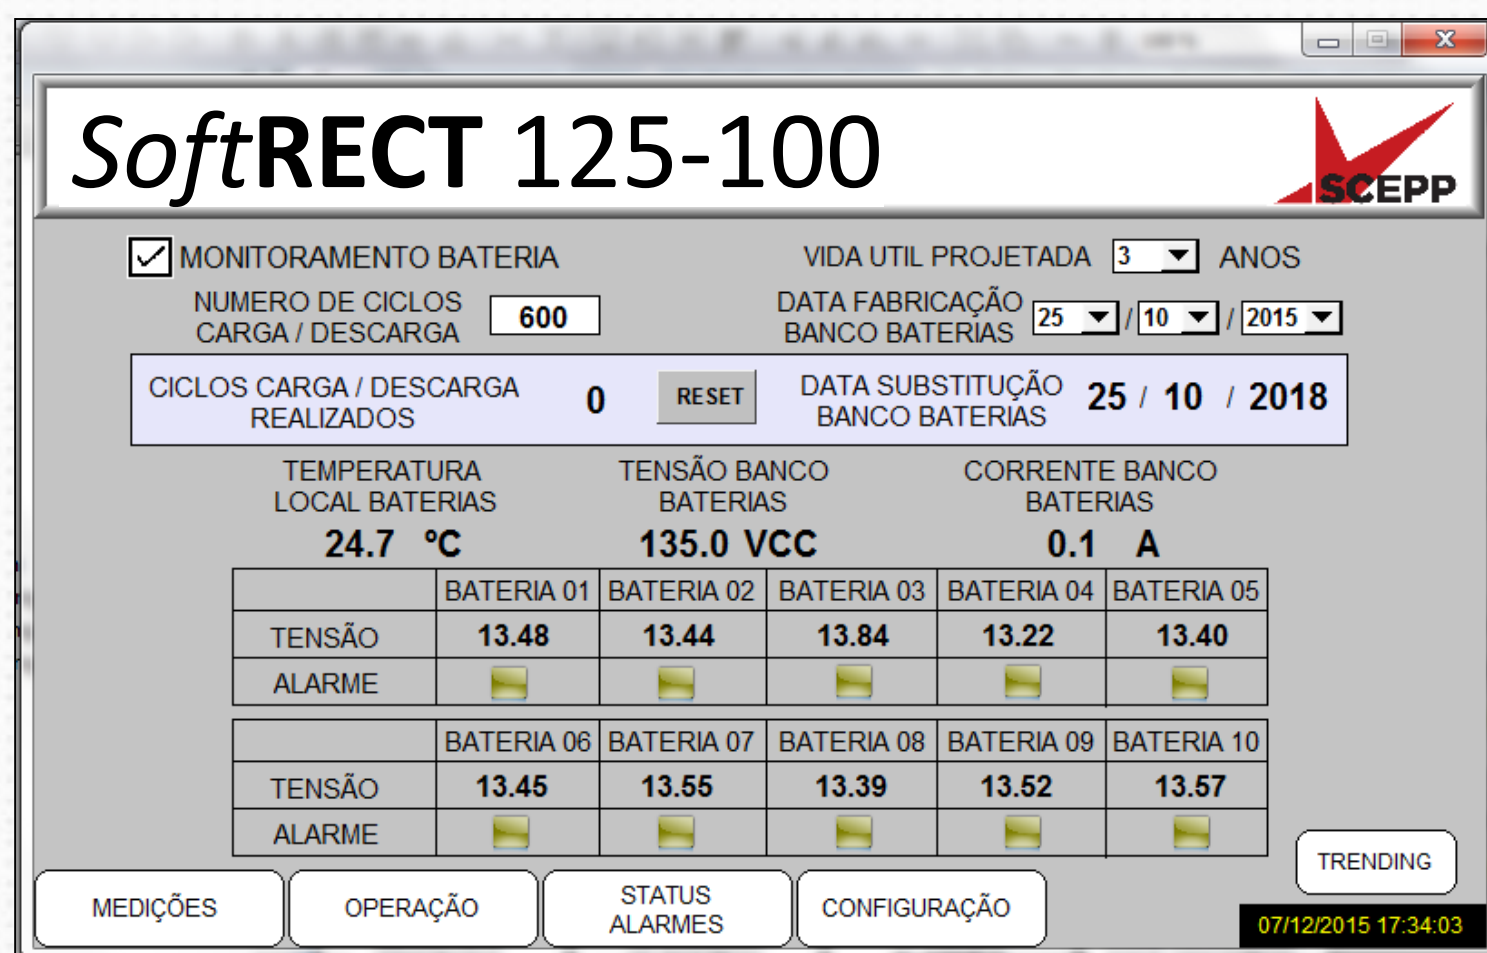 SoftRECT 125-100
SCEPP
MONITORAMENTO BATERIA
VIDA UTIL PROJETADA 3 ANOS
NUMERO DE CICLOS
CARGA / DESCARGA
600
DATA FABRICAÇÃO
BANCO BATERIAS
25 / 10 / 2015
CICLOS CARGA / DESCARGA
REALIZADOS
0
RESET
DATA SUBSTITUÇÃO
BANCO BATERIAS
25 / 10 / 2018
TEMPERATURA
LOCAL BATERIAS
24.7 ºC
TENSÃO BANCO
BATERIAS
135.0 VCC
CORRENTE BANCO
BATERIAS
0.1 A
BATERIA 01 BATERIA 02 BATERIA 03 BATERIA 04 BATERIA 05
TENSÃO 13.48 13.44 13.84 13.22 13.40
ALARME
BATERIA 06 BATERIA 07 BATERIA 08 BATERIA 09 BATERIA 10
TENSÃO 13.45 13.55 13.39 13.52 13.57
ALARME
TRENDING
MEDIÇÕES
OPERAÇÃO
STATUS
ALARMES
CONFIGURAÇÃO
07/12/2015 17:34:03